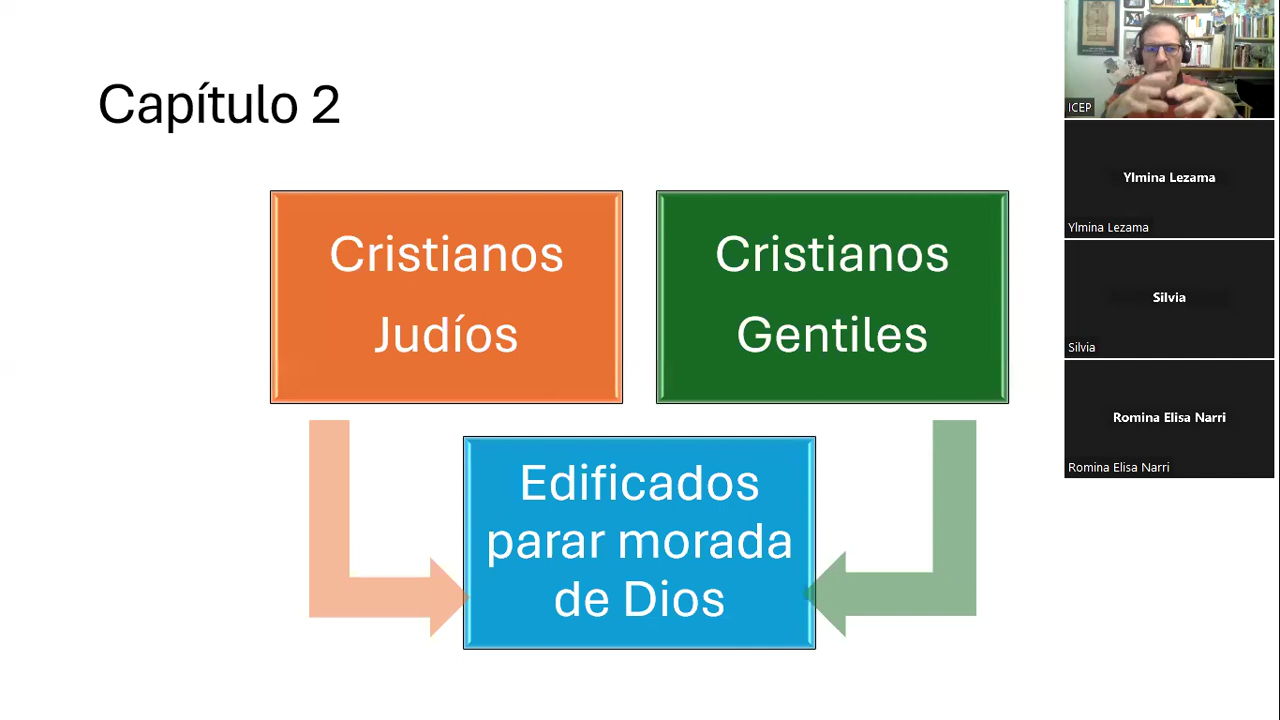 Capítulo 2
Cristianos
Judíos
Cristianos
Gentiles
Edificados
parar morada
de Dios
ICEP
Ylmina Lezama
Ylmina Lezama
Silvia
Silvia
Romina Elisa Narri
Romina Elisa Narri